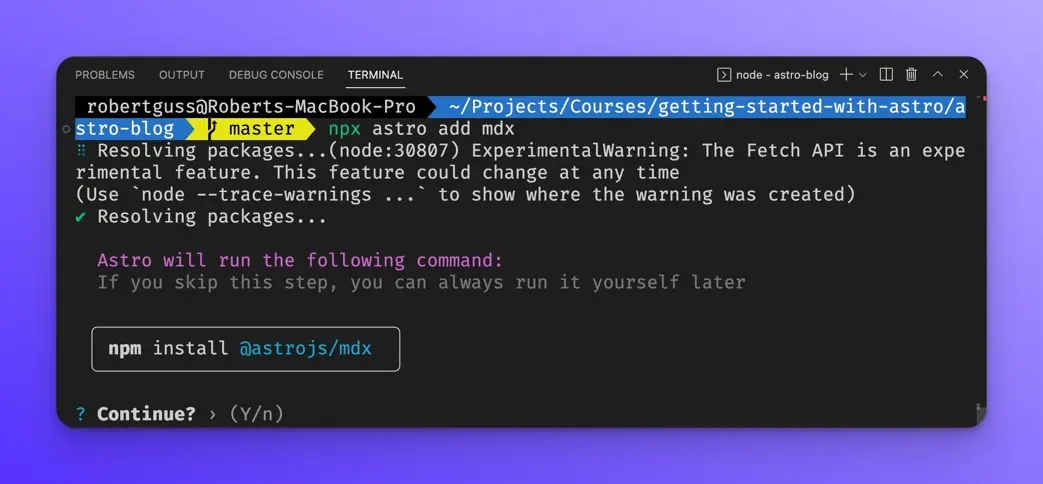 PROBLEMS OUTPUT DEBUG CONSOLE TERMINAL node - astro-blog
robertguss@Roberts-MacBook-Pro ~/Projects/Courses/getting-started-with-astro/a
stro-blog master npx astro add mdx
⠿ Resolving packages...(node:30807) ExperimentalWarning: The Fetch API is an expe
rimental feature. This feature could change at any time
(Use `node --trace-warnings ...` to show where the warning was created)
✔ Resolving packages...
Astro will run the following command:
If you skip this step, you can always run it yourself later
npm install @astrojs/mdx
? Continue? › (Y/n)